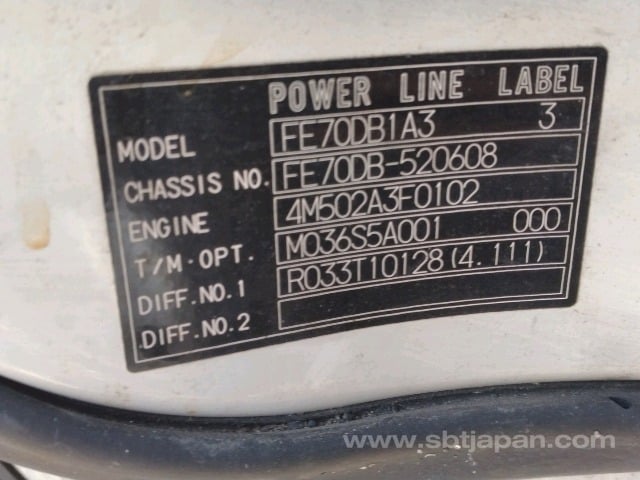 POWER LINE LABEL
MODEL FE70DB1A3 3
CHASSIS NO. FE70DB-520608
ENGINE 4M502A3F0102
T/M·OPT. M036S5A001 000
DIFF.NO.1 R033T10128(4.111)
DIFF.NO.2
www.sbtjapan.com